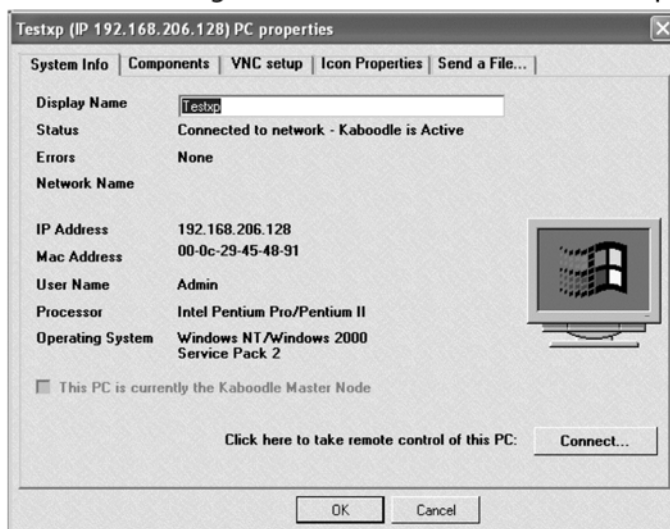 Testxp (IP 192.168.206.128) PC properties
System Info Components VNC setup Icon Properties Send a File...
Display Name Testxp
Status Connected to network - Kaboodle is Active
Errors None
Network Name
IP Address 192.168.206.128
Mac Address 00-0c-29-45-48-91
User Name Admin
Processor Intel Pentium Pro/Pentium II
Operating System Windows NT/Windows 2000
Service Pack 2
This PC is currently the Kaboodle Master Node
Click here to take remote control of this PC: Connect...
OK Cancel